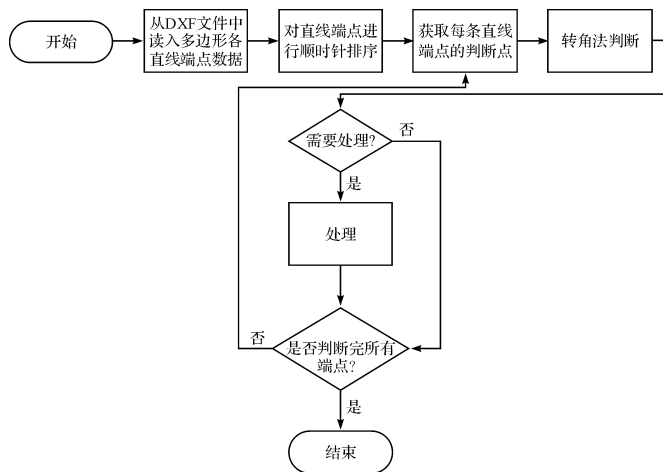 开始
从DXF文件中
读入多边形各
直线端点数据
对直线端点进
行顺时针排序
获取每条直线
端点的判断点
转角法判断
需要处理?
否
是
处理
否
是否判断完所有
端点?
是
结束